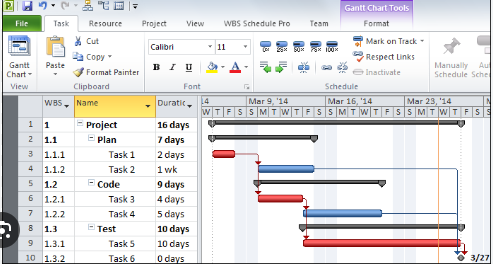 Gantt Chart Tools
File Task Resource Project View WBS Schedule Pro Team Format
Gantt Chart
View
Paste
Cut
Copy
Format Painter
Clipboard
Calibri 11
B I U A
Font
0% 25% 50% 75% 100%
Mark on Track
Respect Links
Inactivate
Schedule
Manually Schedule
Auto
WBS Name Duratic
14 Mar 9, '14 Mar 16, '14 Mar 23, '14
W T F S S M T W T F S S M T W T F S S M T W T F S
1 1 Project 16 days
2 1.1 Plan 7 days
3 1.1.1 Task 1 2 days
4 1.1.2 Task 2 1 wk
5 1.2 Code 9 days
6 1.2.1 Task 3 4 days
7 1.2.2 Task 4 5 days
8 1.3 Test 10 days
9 1.3.1 Task 5 10 days
10 1.3.2 Task 6 0 days 3/27